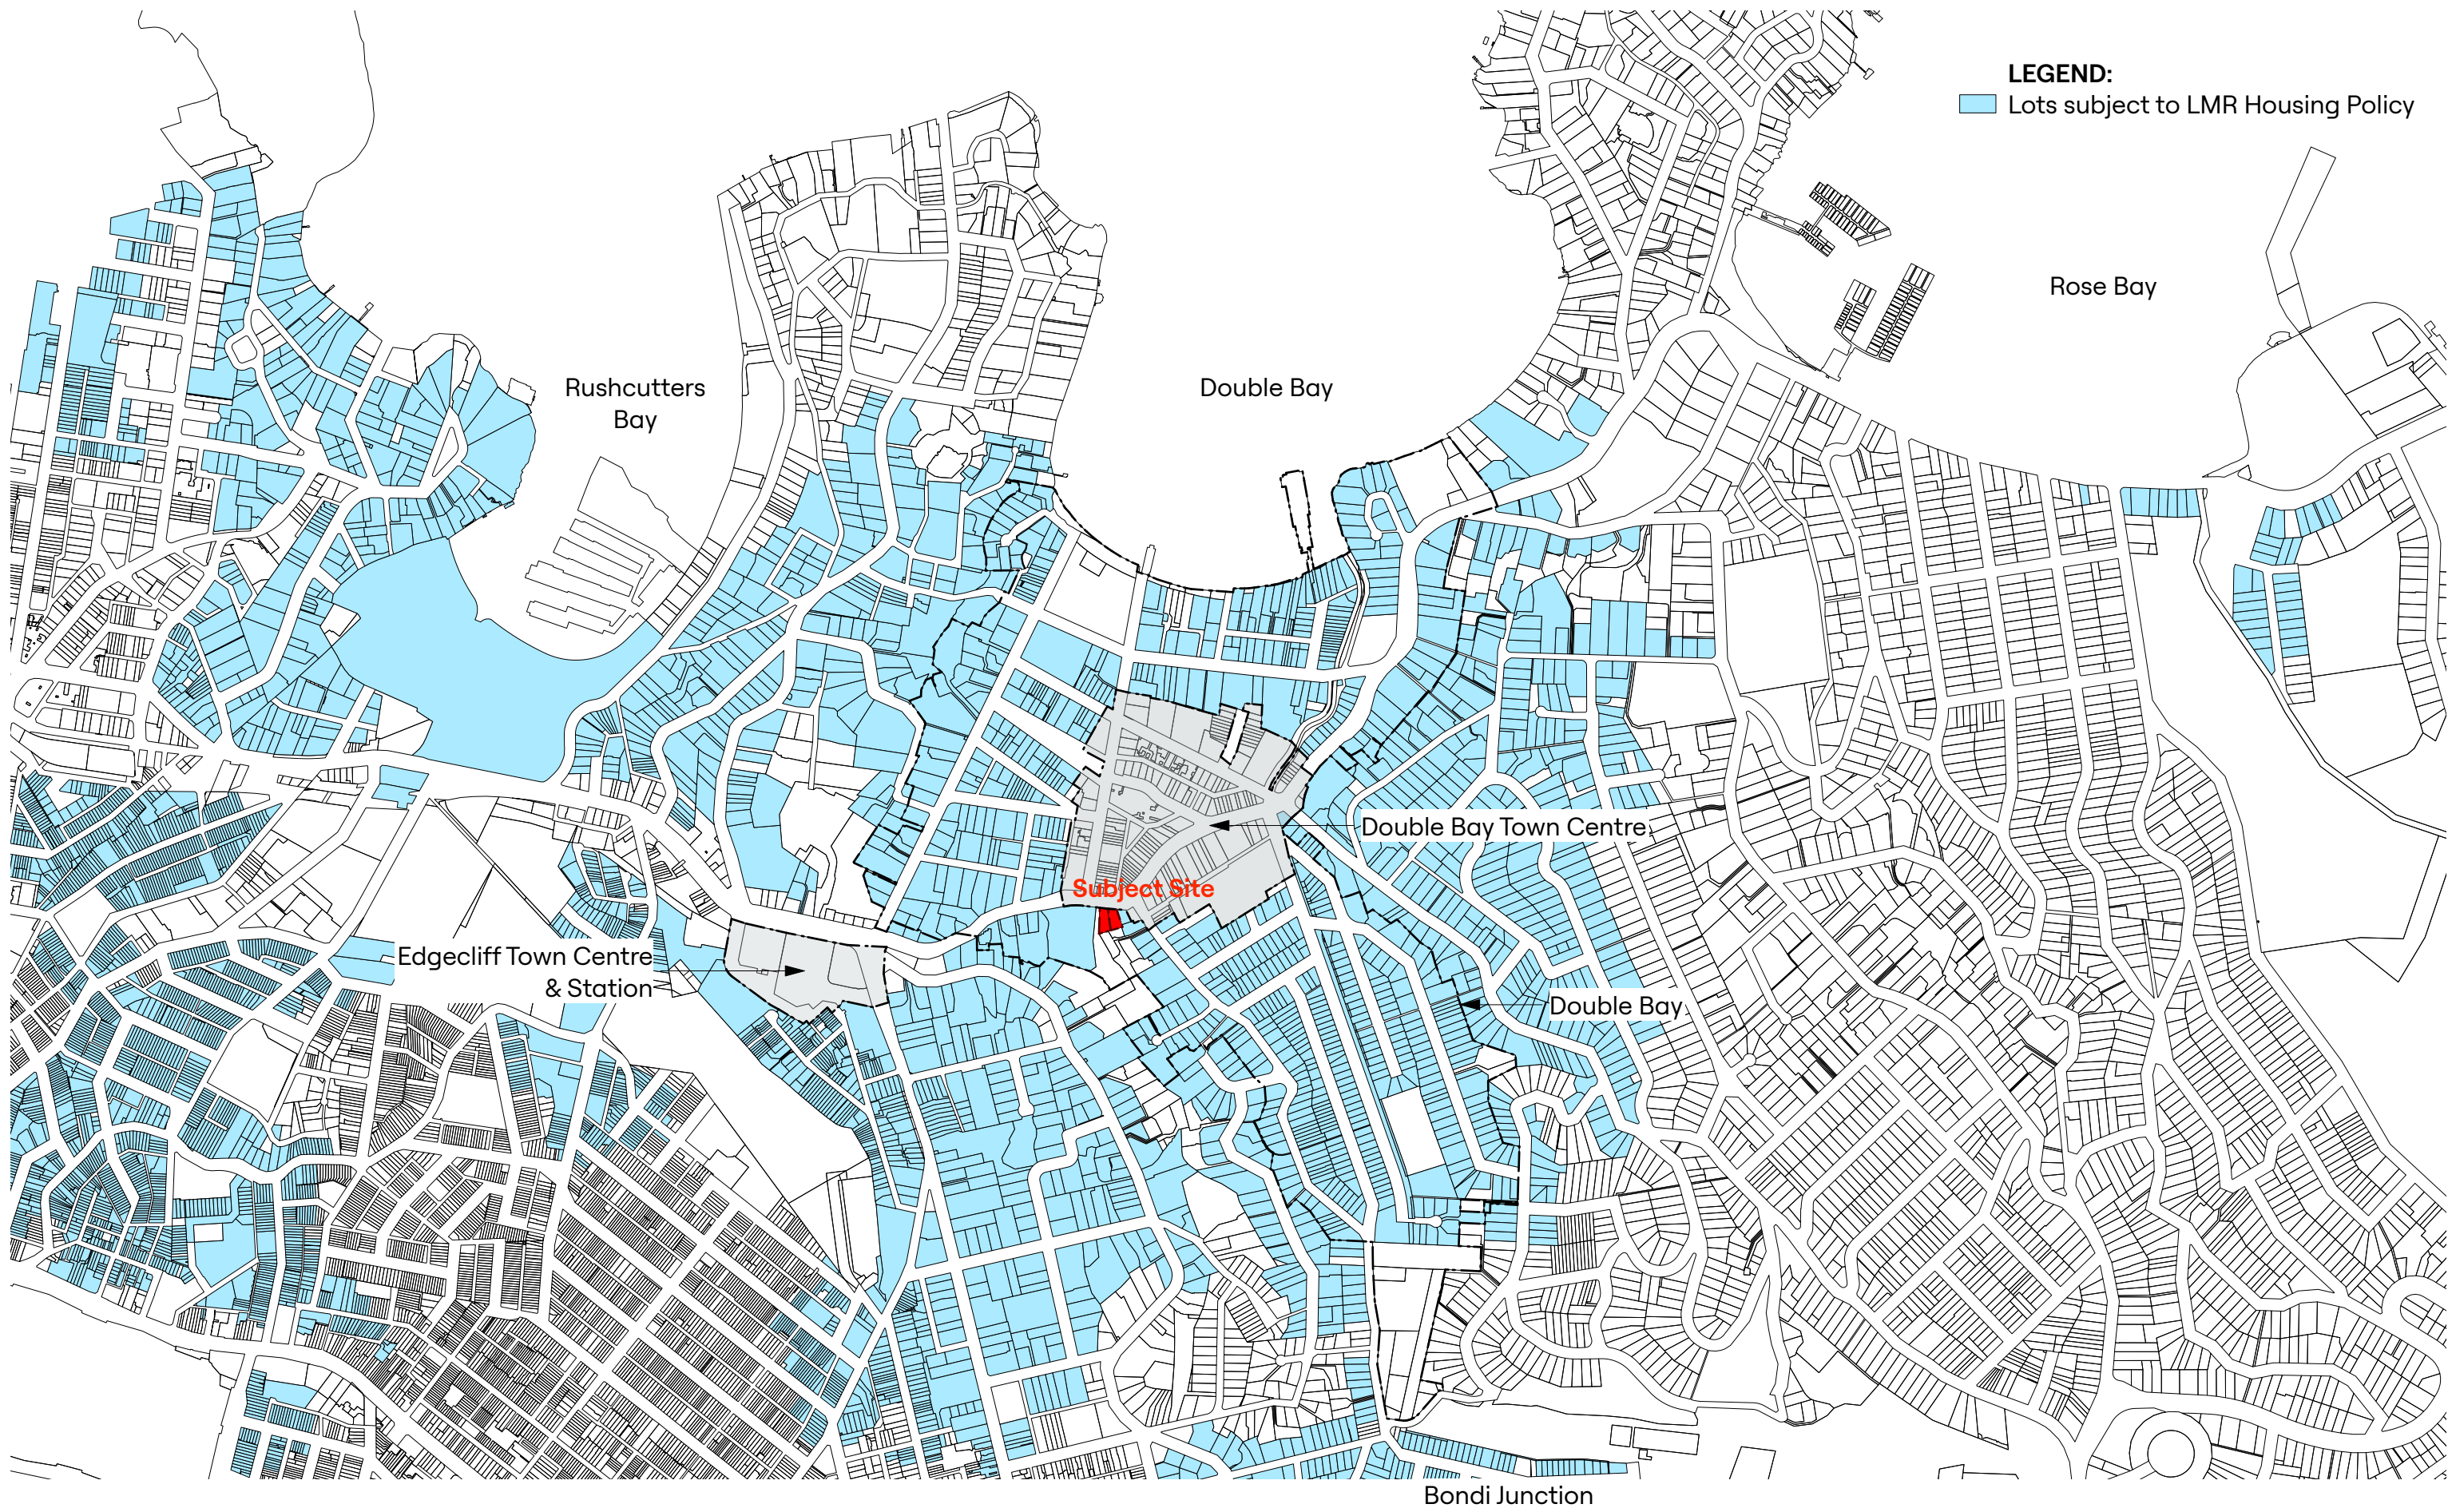 LEGEND:
Lots subject to LMR Housing Policy
Rose Bay
Rushcutters
Bay
Double Bay
Double Bay Town Centre
Subject Site
Edgecliff Town Centre
& Station
Double Bay
Bondi Junction